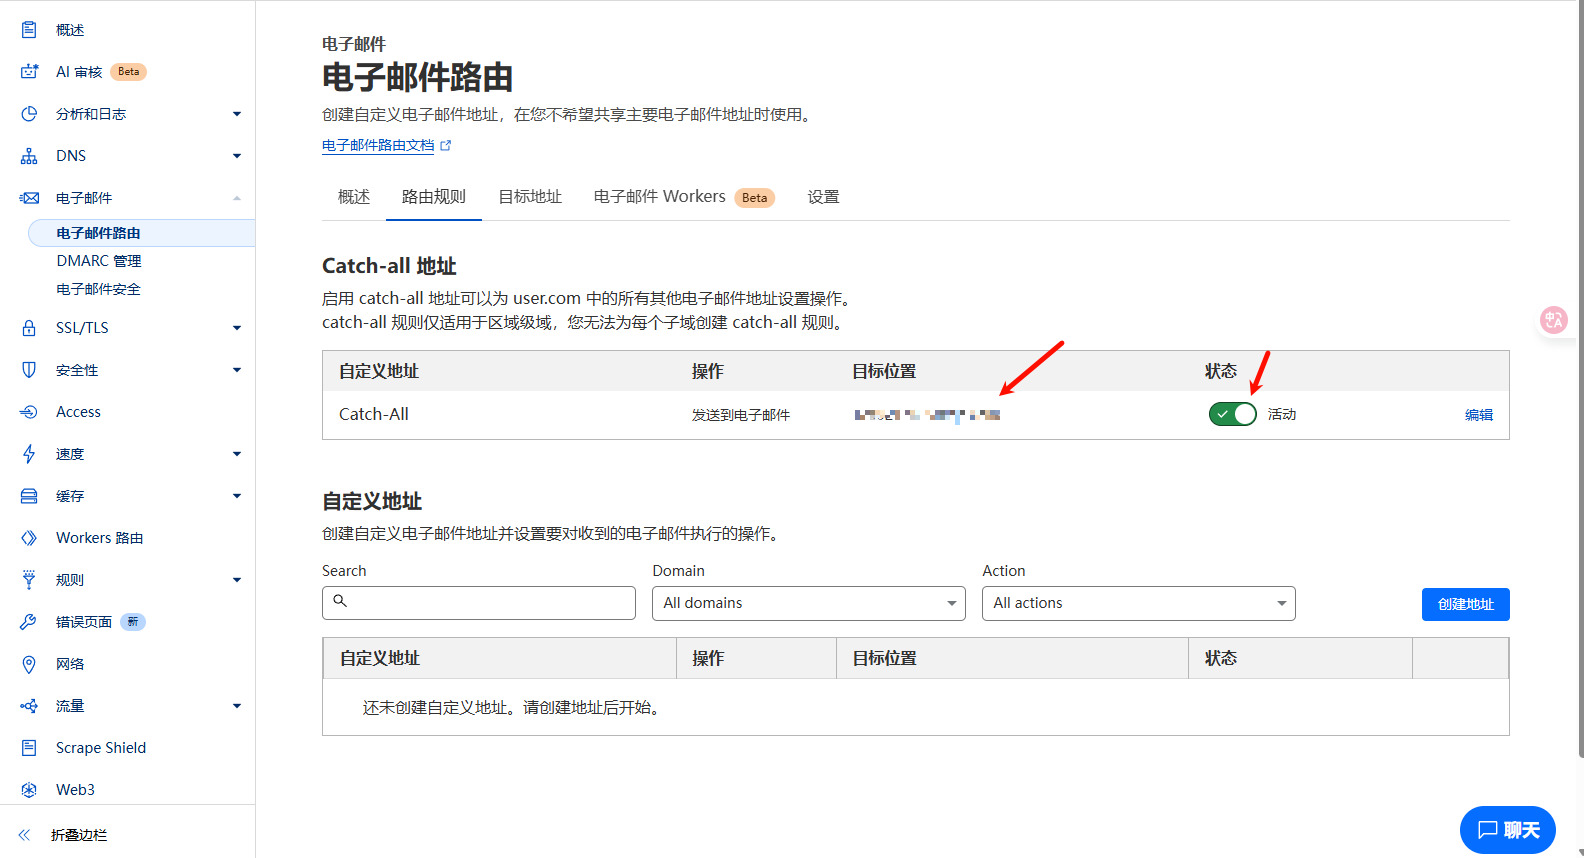 概述
AI 审核 Beta
分析和日志
DNS
电子邮件
电子邮件路由
DMARC 管理
电子邮件安全
SSL/TLS
安全性
Access
速度
缓存
Workers 路由
规则
错误页面 新
网络
流量
Scrape Shield
Web3
折叠边栏
电子邮件
电子邮件路由
创建自定义电子邮件地址，在您不希望共享主要电子邮件地址时使用。
电子邮件路由文档
概述 路由规则 目标地址 电子邮件 Workers Beta 设置
Catch-all 地址
启用 catch-all 地址可以为 user.com 中的所有其他电子邮件地址设置操作。
catch-all 规则仅适用于区域级域，您无法为每个子域创建 catch-all 规则。
自定义地址 操作 目标位置 状态
Catch-All 发送到电子邮件 活动 编辑
自定义地址
创建自定义电子邮件地址并设置要对收到的电子邮件执行的操作。
Search Domain Action
All domains All actions 创建地址
自定义地址 操作 目标位置 状态
还未创建自定义地址。请创建地址后开始。
中 A
聊天